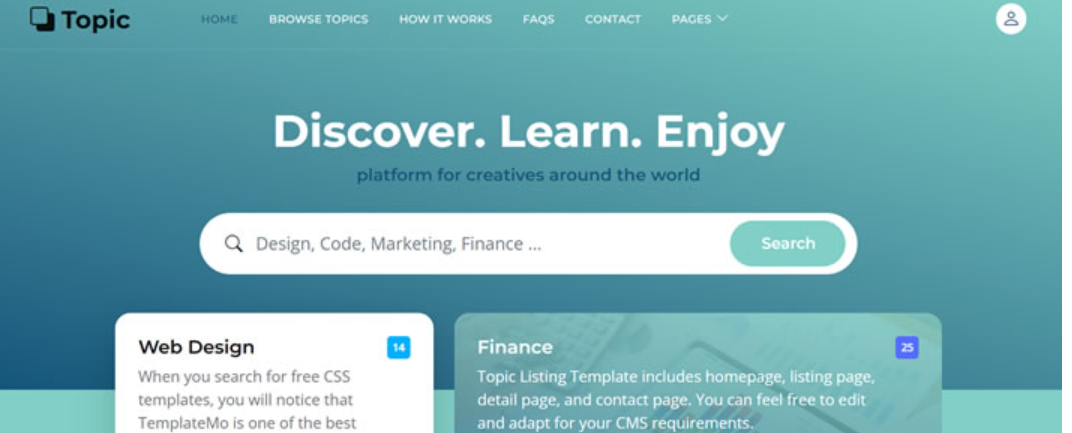 Topic
HOME BROWSE TOPICS HOW IT WORKS FAQS CONTACT PAGES
Discover. Learn. Enjoy
platform for creatives around the world
Design, Code, Marketing, Finance ...
Search
Web Design
14
When you search for free CSS
templates, you will notice that
TemplateMo is one of the best
Finance
25
Topic Listing Template includes homepage, listing page,
detail page, and contact page. You can feel free to edit
and adapt for your CMS requirements.